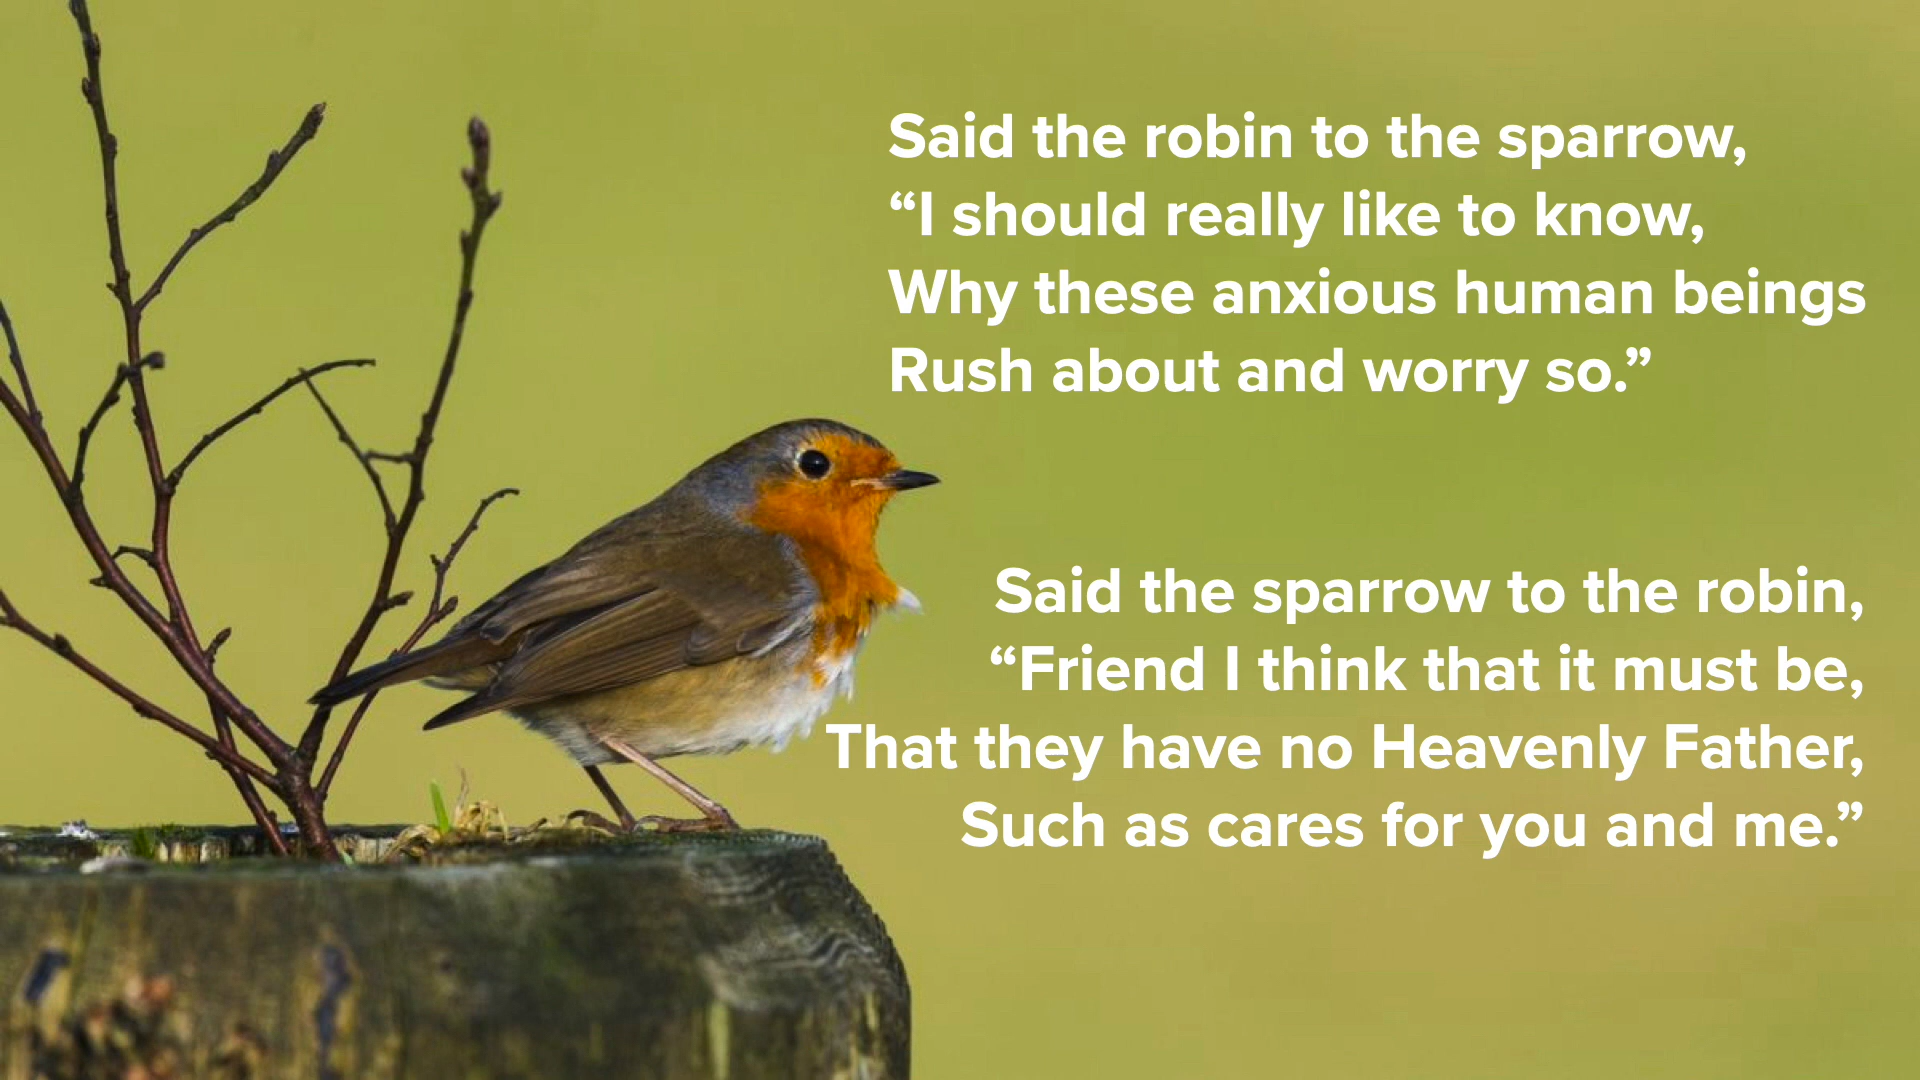 Said the robin to the sparrow,
“I should really like to know,
Why these anxious human beings
Rush about and worry so.”
Said the sparrow to the robin,
“Friend I think that it must be,
That they have no Heavenly Father,
Such as cares for you and me.”